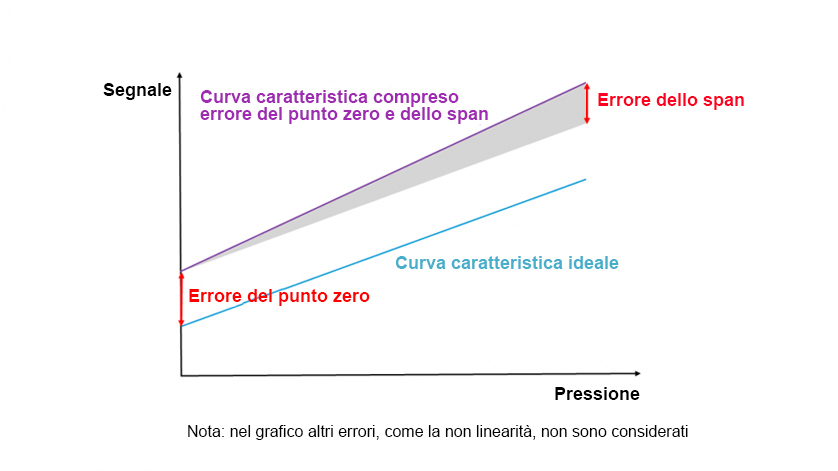 Segnale
Curva caratteristica compreso
errore del punto zero e dello span
Errore dello span
Curva caratteristica ideale
Errore del punto zero
Pressione
Nota: nel grafico altri errori, come la non linearità, non sono considerati